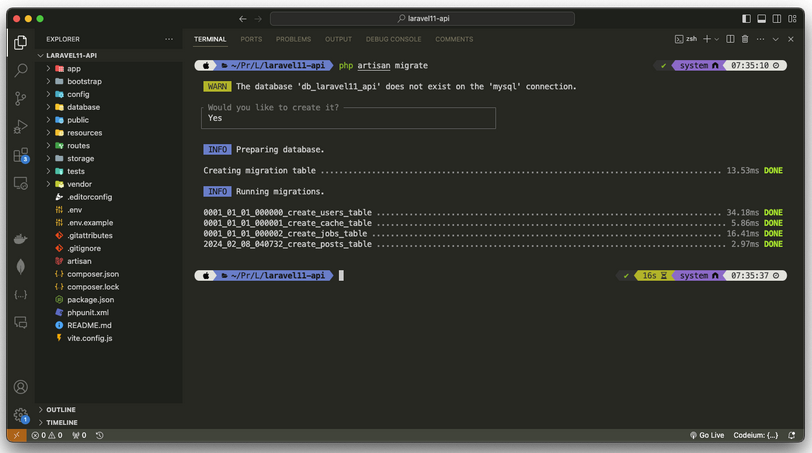 laravel11-api
EXPLORER
LARAVEL11-API
app
bootstrap
config
database
public
resources
routes
storage
tests
vendor
.editorconfig
.env
.env.example
.gitattributes
.gitignore
artisan
composer.json
composer.lock
package.json
phpunit.xml
README.md
vite.config.js
OUTLINE
TIMELINE
TERMINAL PORTS PROBLEMS OUTPUT DEBUG CONSOLE COMMENTS
zsh
~/Pr/L/laravel11-api php artisan migrate ✔ system 07:35:10
WARN The database 'db_laravel11_api' does not exist on the 'mysql' connection.
Would you like to create it?
Yes
INFO Preparing database.
Creating migration table ........................................ 13.53ms DONE
INFO Running migrations.
0001_01_01_000000_create_users_table ........................................ 34.18ms DONE
0001_01_01_000001_create_cache_table ........................................ 5.86ms DONE
0001_01_01_000002_create_jobs_table ........................................ 16.41ms DONE
2024_02_08_040732_create_posts_table ........................................ 2.97ms DONE
~/Pr/L/laravel11-api ✔ 16s system 07:35:37
3
1
0 0 0
Go Live Codeium: {...}